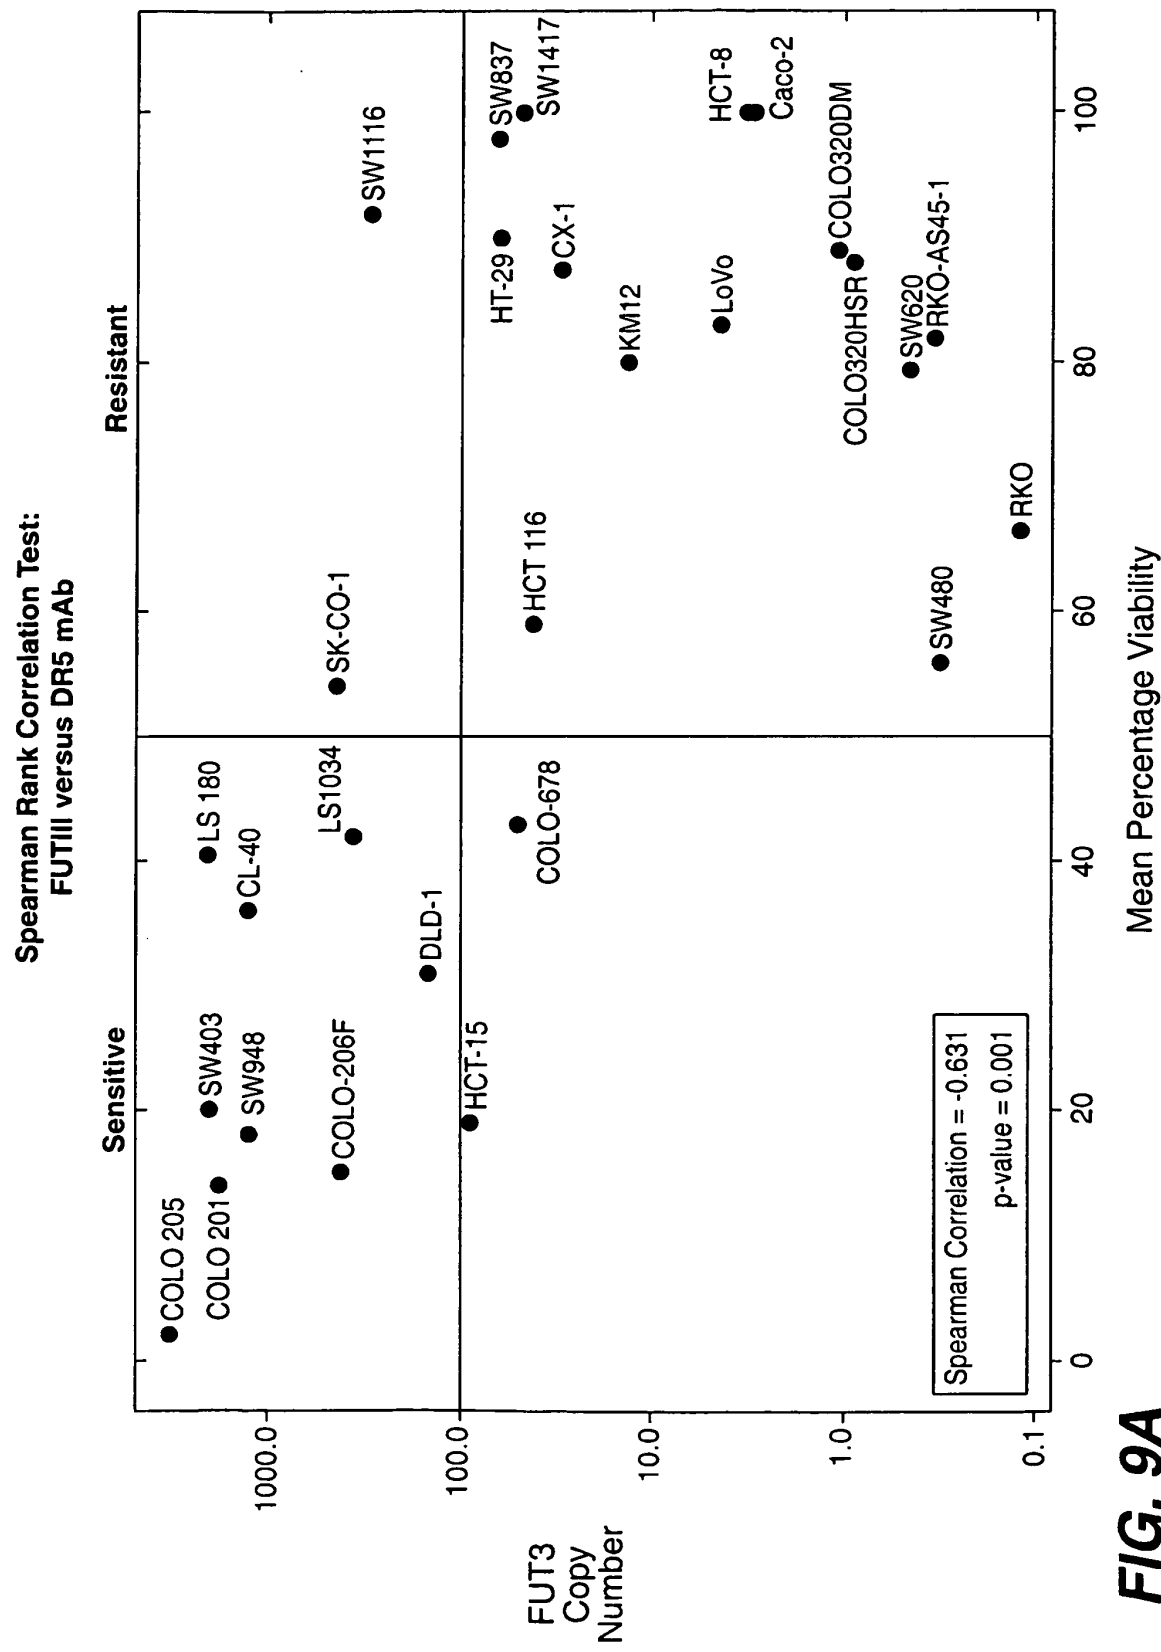 Spearman Rank Correlation Test:
FUTIII versus DR5 mAb
Sensitive
Resistant
FUT3
Copy
Number
1000.0
100.0
10.0
1.0
0.1
COLO 205
COLO 201
SW403
SW948
COLO-206F
HCT-15
DLD-1
LS 180
CL-40
LS1034
COLO-678
SK-CO-1
SW1116
HCT 116
HT-29
SW837
SW1417
CX-1
KM12
LoVo
HCT-8
Caco-2
COLO320DM
COLO320HSR
SW620
RKO-AS45-1
RKO
SW480
Spearman Correlation = -0.631
p-value = 0.001
0
20
40
60
80
100
Mean Percentage Viability
FIG. 9A